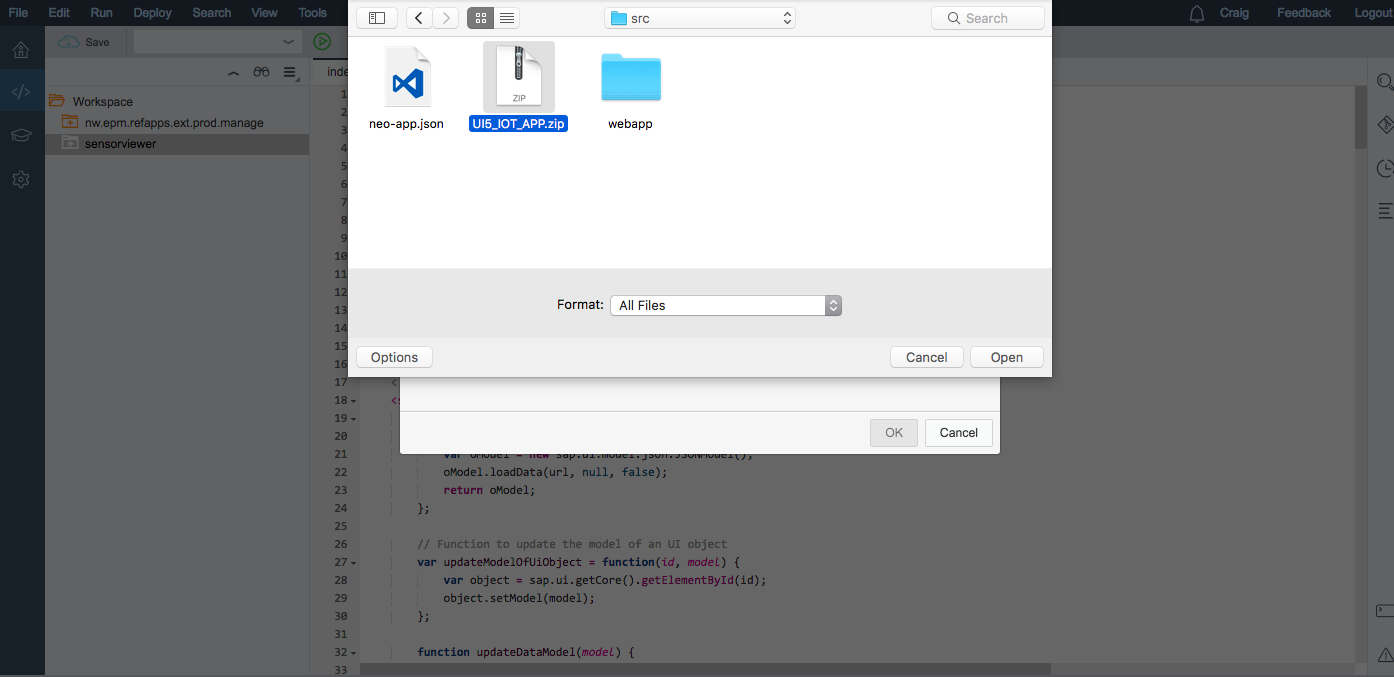 File Edit Run Deploy Search View Tools
src
Search
Craig Feedback Logout
Save
neo-app.json
ZIP
UI5_IOT_APP.zip
webapp
Workspace
nw.epm.refapps.ext.prod.manage
sensorviewer
Format: All Files
Options Cancel Open
OK Cancel
inde
1
2
3
4
5
6
7
8
9
10
11
12
13
14
15
16
17 <
18 <s
19
20
21 var oModel = new sap.ui.model.json.JSONModel();
22 oModel.loadData(url, null, false);
23 return oModel;
24 };
25
26 // Function to update the model of an UI object
27 var updateModelOfUiObject = function(id, model) {
28 var object = sap.ui.getCore().getElementById(id);
29 object.setModel(model);
30 };
31
32 function updateDataModel(model) {
33